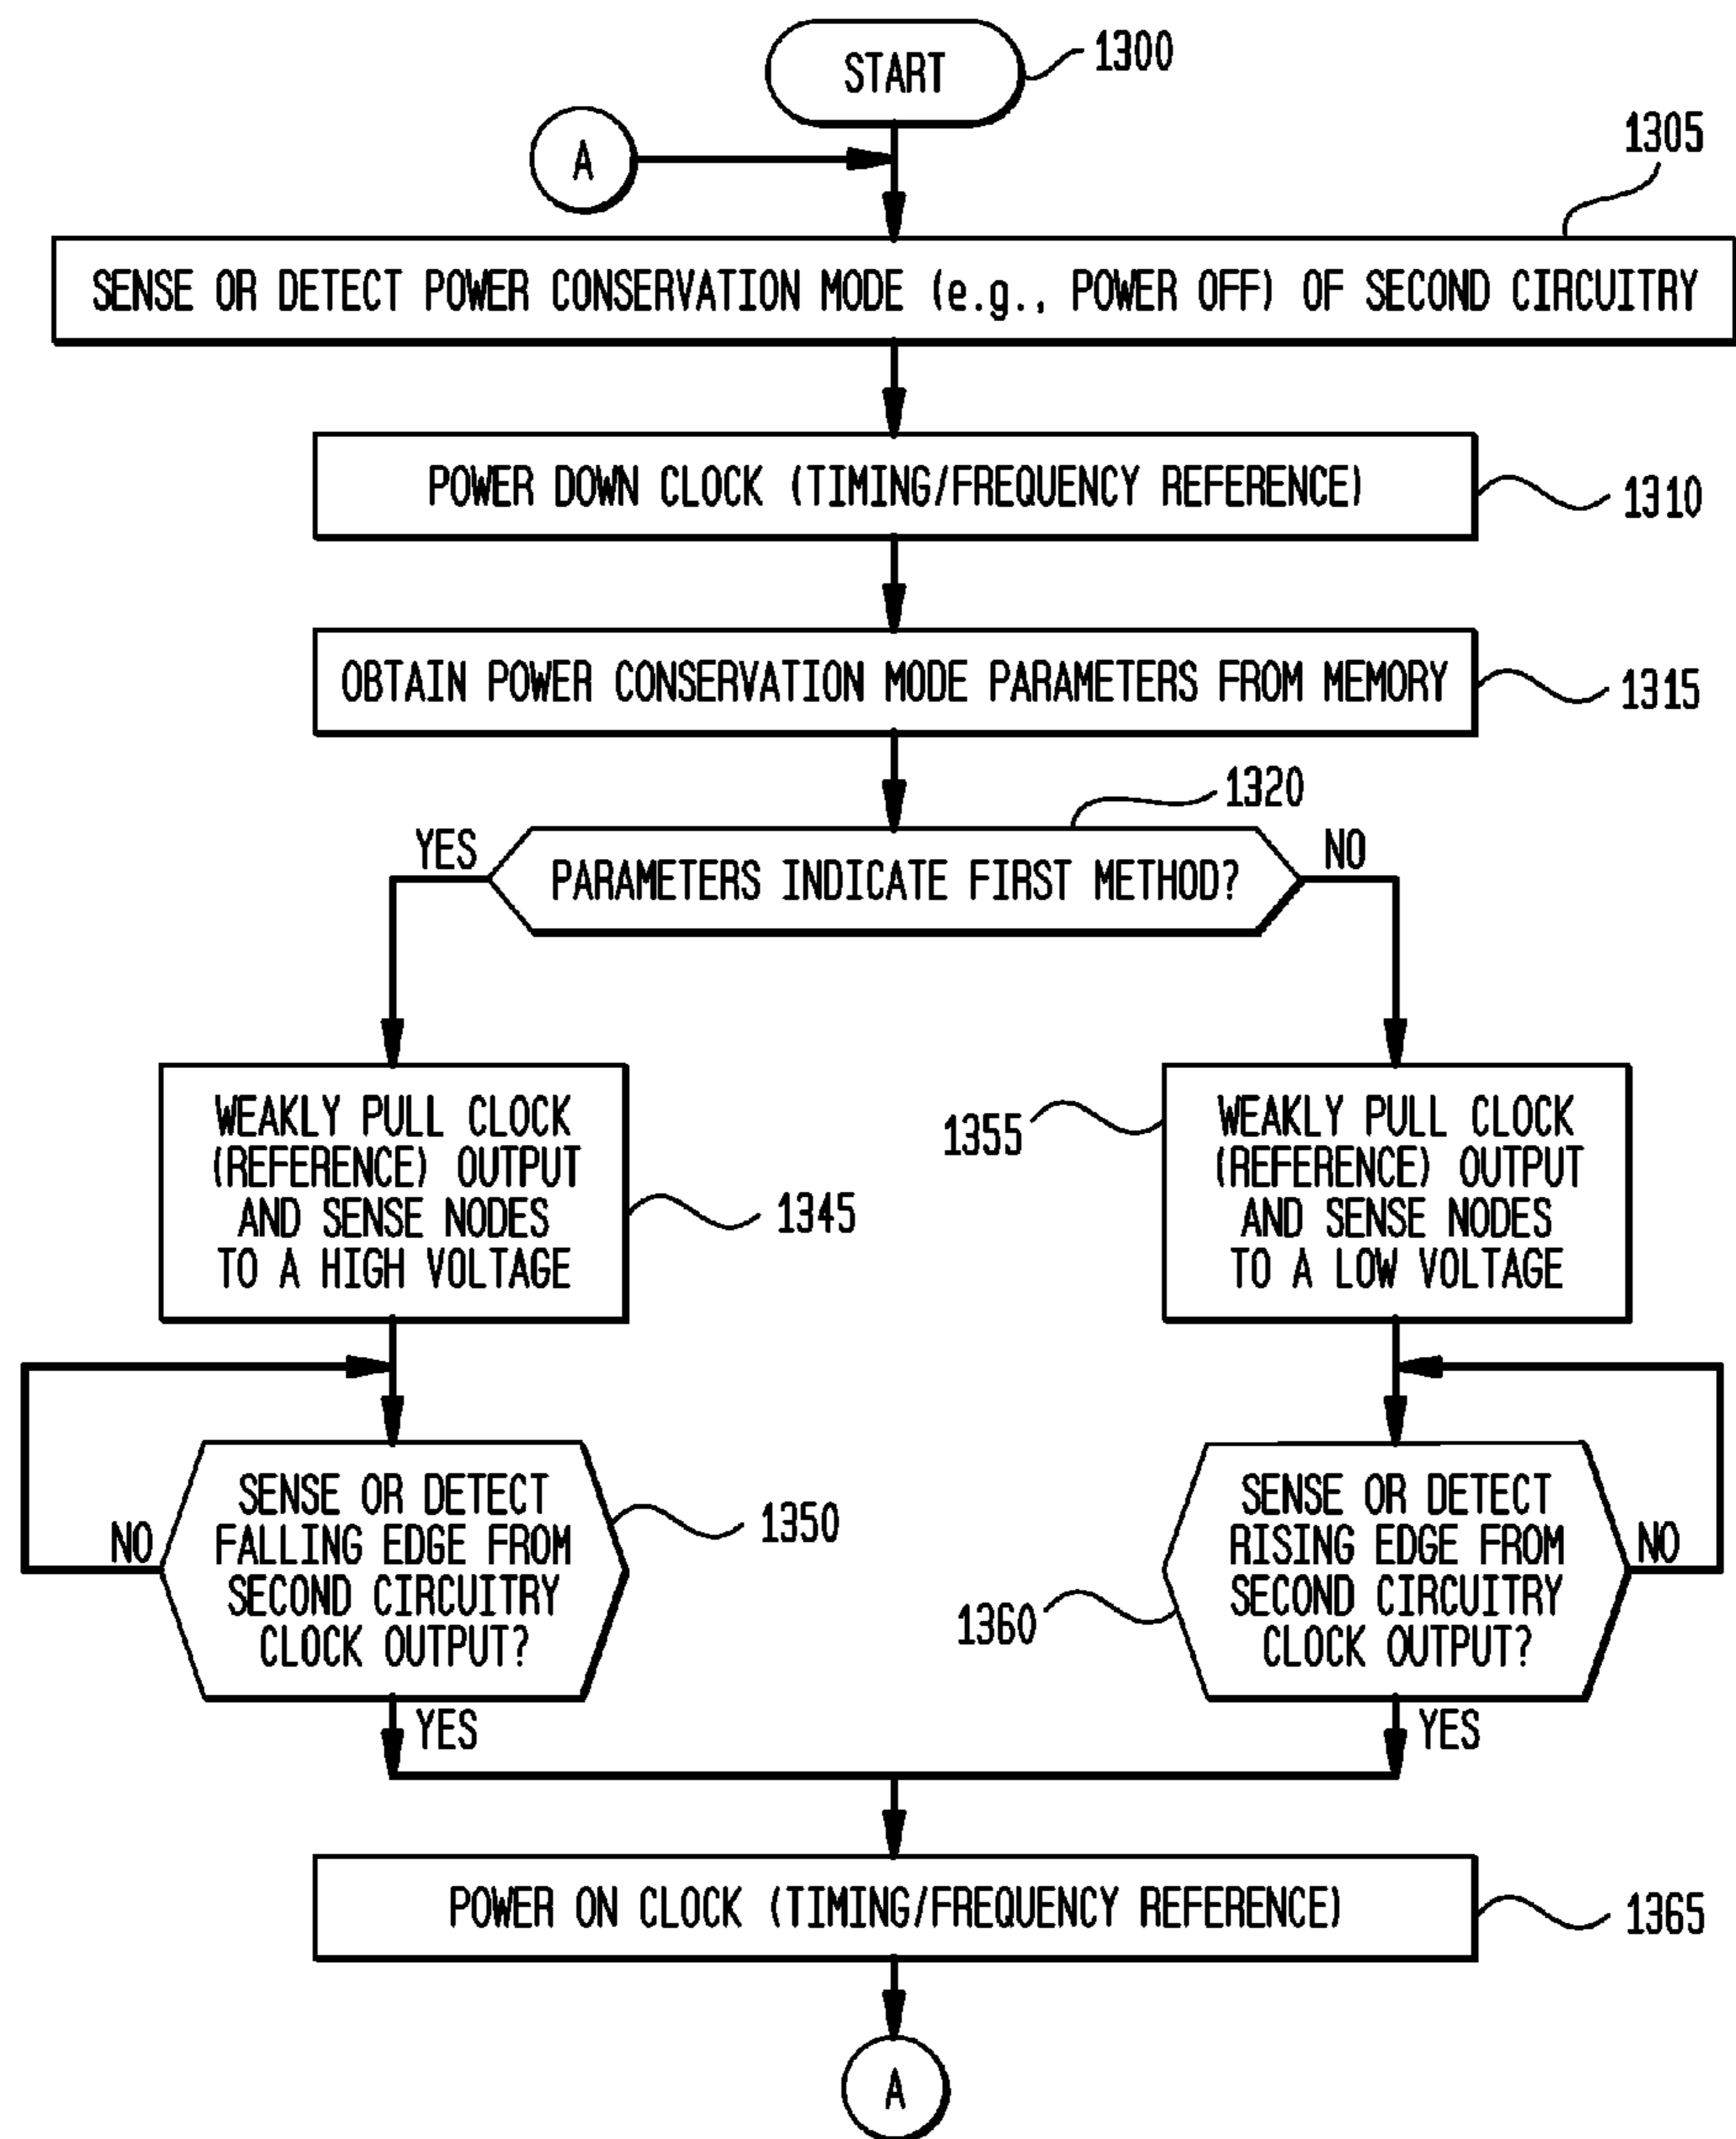 START
1300
A
1305
SENSE OR DETECT POWER CONSERVATION MODE (e.g., POWER OFF) OF SECOND CIRCUITRY
POWER DOWN CLOCK (TIMING/FREQUENCY REFERENCE)
1310
OBTAIN POWER CONSERVATION MODE PARAMETERS FROM MEMORY
1315
1320
YES
PARAMETERS INDICATE FIRST METHOD?
NO
WEAKLY PULL CLOCK
(REFERENCE) OUTPUT
AND SENSE NODES
TO A HIGH VOLTAGE
1345
1355
WEAKLY PULL CLOCK
(REFERENCE) OUTPUT
AND SENSE NODES
TO A LOW VOLTAGE
NO
SENSE OR DETECT
FALLING EDGE FROM
SECOND CIRCUITRY
CLOCK OUTPUT?
1350
YES
1360
SENSE OR DETECT
RISING EDGE FROM
SECOND CIRCUITRY
CLOCK OUTPUT?
NO
YES
POWER ON CLOCK (TIMING/FREQUENCY REFERENCE)
1365
A